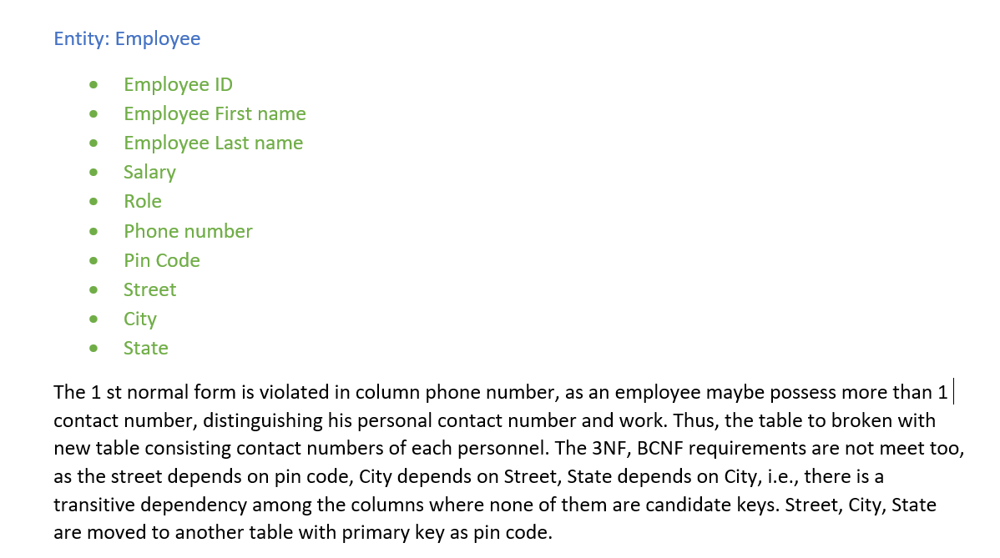 Entity: Employee
• Employee ID
• Employee First name
• Employee Last name
• Salary
• Role
• Phone number
• Pin Code
• Street
• City
• State
The 1 st normal form is violated in column phone number, as an employee maybe possess more than 1
contact number, distinguishing his personal contact number and work. Thus, the table to broken with
new table consisting contact numbers of each personnel. The 3NF, BCNF requirements are not meet too,
as the street depends on pin code, City depends on Street, State depends on City, i.e., there is a
transitive dependency among the columns where none of them are candidate keys. Street, City, State
are moved to another table with primary key as pin code.